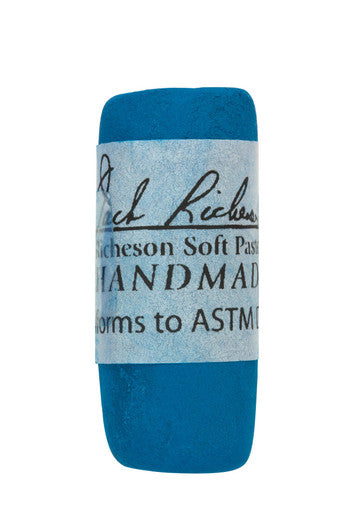 Jack Riches
Richeson Soft Paste
HANDMAD
forms to ASTM D